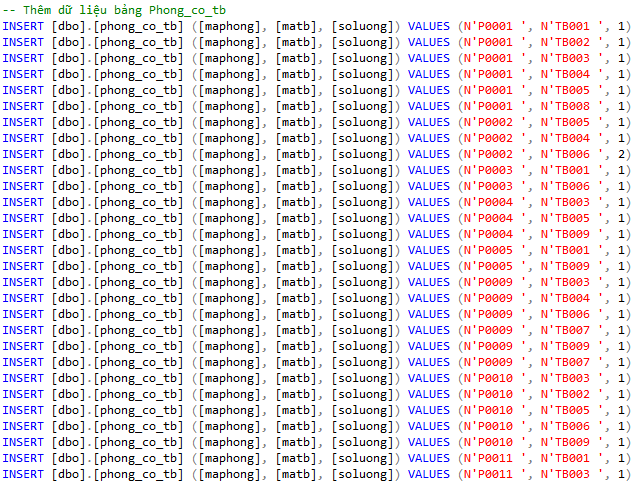 -- Thêm dữ liệu bảng Phong_co_tb
INSERT [dbo].[phong_co_tb] ([maphong], [matb], [soluong]) VALUES (N'P0001 ', N'TB001 ', 1)
INSERT [dbo].[phong_co_tb] ([maphong], [matb], [soluong]) VALUES (N'P0001 ', N'TB002 ', 1)
INSERT [dbo].[phong_co_tb] ([maphong], [matb], [soluong]) VALUES (N'P0001 ', N'TB003 ', 1)
INSERT [dbo].[phong_co_tb] ([maphong], [matb], [soluong]) VALUES (N'P0001 ', N'TB004 ', 1)
INSERT [dbo].[phong_co_tb] ([maphong], [matb], [soluong]) VALUES (N'P0001 ', N'TB005 ', 1)
INSERT [dbo].[phong_co_tb] ([maphong], [matb], [soluong]) VALUES (N'P0001 ', N'TB008 ', 1)
INSERT [dbo].[phong_co_tb] ([maphong], [matb], [soluong]) VALUES (N'P0002 ', N'TB005 ', 1)
INSERT [dbo].[phong_co_tb] ([maphong], [matb], [soluong]) VALUES (N'P0002 ', N'TB004 ', 1)
INSERT [dbo].[phong_co_tb] ([maphong], [matb], [soluong]) VALUES (N'P0002 ', N'TB006 ', 2)
INSERT [dbo].[phong_co_tb] ([maphong], [matb], [soluong]) VALUES (N'P0003 ', N'TB001 ', 1)
INSERT [dbo].[phong_co_tb] ([maphong], [matb], [soluong]) VALUES (N'P0003 ', N'TB006 ', 1)
INSERT [dbo].[phong_co_tb] ([maphong], [matb], [soluong]) VALUES (N'P0004 ', N'TB003 ', 1)
INSERT [dbo].[phong_co_tb] ([maphong], [matb], [soluong]) VALUES (N'P0004 ', N'TB005 ', 1)
INSERT [dbo].[phong_co_tb] ([maphong], [matb], [soluong]) VALUES (N'P0004 ', N'TB009 ', 1)
INSERT [dbo].[phong_co_tb] ([maphong], [matb], [soluong]) VALUES (N'P0005 ', N'TB001 ', 1)
INSERT [dbo].[phong_co_tb] ([maphong], [matb], [soluong]) VALUES (N'P0005 ', N'TB009 ', 1)
INSERT [dbo].[phong_co_tb] ([maphong], [matb], [soluong]) VALUES (N'P0009 ', N'TB003 ', 1)
INSERT [dbo].[phong_co_tb] ([maphong], [matb], [soluong]) VALUES (N'P0009 ', N'TB004 ', 1)
INSERT [dbo].[phong_co_tb] ([maphong], [matb], [soluong]) VALUES (N'P0009 ', N'TB006 ', 1)
INSERT [dbo].[phong_co_tb] ([maphong], [matb], [soluong]) VALUES (N'P0009 ', N'TB007 ', 1)
INSERT [dbo].[phong_co_tb] ([maphong], [matb], [soluong]) VALUES (N'P0009 ', N'TB009 ', 1)
INSERT [dbo].[phong_co_tb] ([maphong], [matb], [soluong]) VALUES (N'P0009 ', N'TB007 ', 1)
INSERT [dbo].[phong_co_tb] ([maphong], [matb], [soluong]) VALUES (N'P0010 ', N'TB003 ', 1)
INSERT [dbo].[phong_co_tb] ([maphong], [matb], [soluong]) VALUES (N'P0010 ', N'TB002 ', 1)
INSERT [dbo].[phong_co_tb] ([maphong], [matb], [soluong]) VALUES (N'P0010 ', N'TB005 ', 1)
INSERT [dbo].[phong_co_tb] ([maphong], [matb], [soluong]) VALUES (N'P0010 ', N'TB006 ', 1)
INSERT [dbo].[phong_co_tb] ([maphong], [matb], [soluong]) VALUES (N'P0010 ', N'TB009 ', 1)
INSERT [dbo].[phong_co_tb] ([maphong], [matb], [soluong]) VALUES (N'P0011 ', N'TB001 ', 1)
INSERT [dbo].[phong_co_tb] ([maphong], [matb], [soluong]) VALUES (N'P0011 ', N'TB003 ', 1)